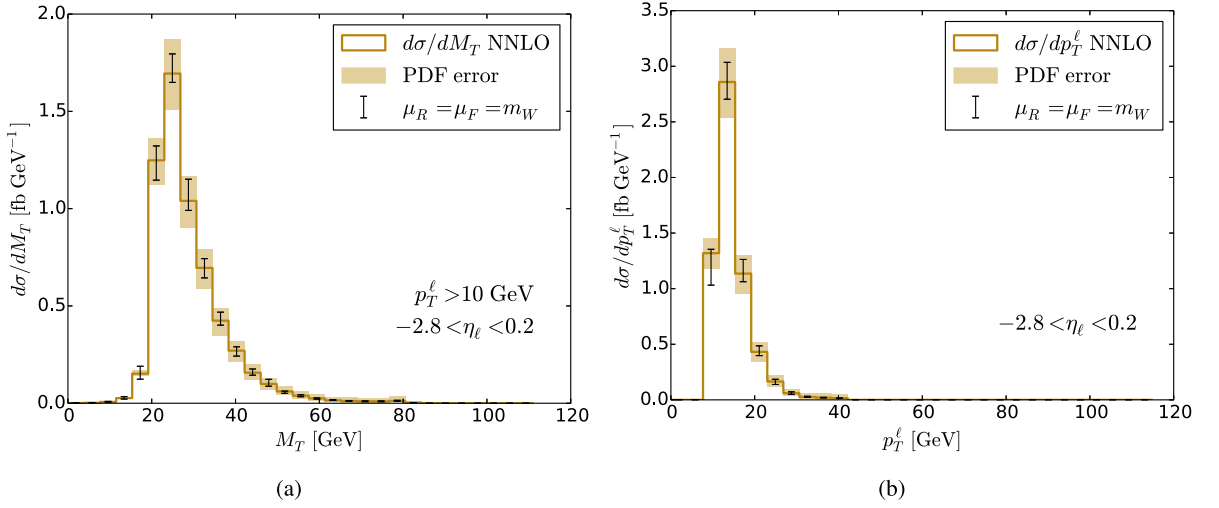 2.0
1.5
1.0
0.5
0.0
0 20 40 60 80 100 120
dσ/dM_T [fb GeV⁻¹]
M_T [GeV]
dσ/dM_T NNLO
PDF error
μ_R = μ_F = m_W
p_T^ℓ > 10 GeV
−2.8 < η_ℓ < 0.2
(a)
3.5
3.0
2.5
2.0
1.5
1.0
0.5
0.0
0 20 40 60 80 100 120
dσ/dp_T^ℓ [fb GeV⁻¹]
p_T^ℓ [GeV]
dσ/dp_T^ℓ NNLO
PDF error
μ_R = μ_F = m_W
−2.8 < η_ℓ < 0.2
(b)